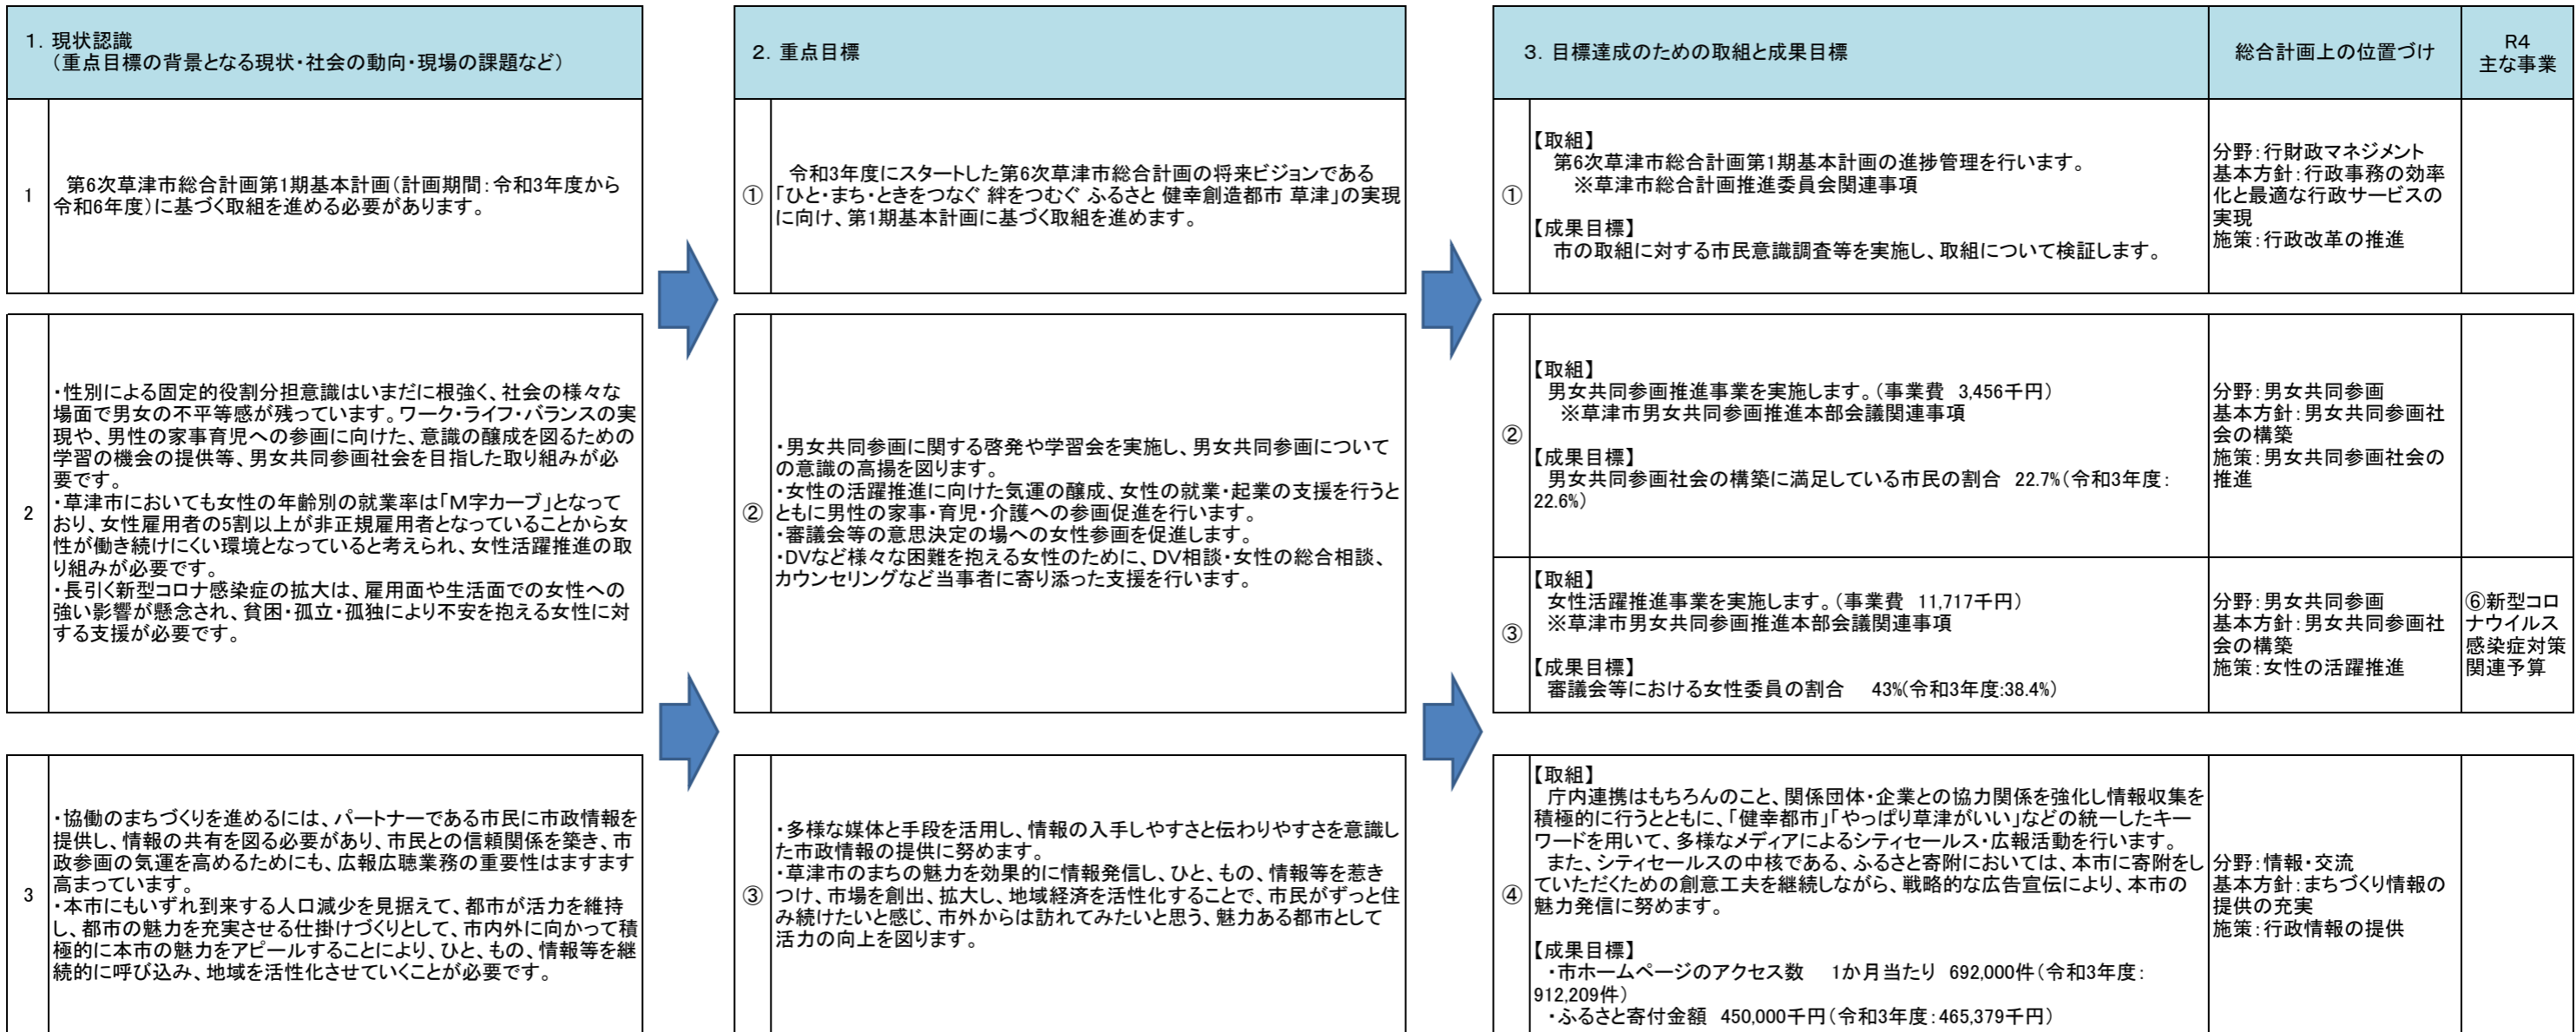 1．現状認識
（重点目標の背景となる現状・社会の動向・現場の課題など）
2．重点目標
3．目標達成のための取組と成果目標
総合計画上の位置づけ
R4
主な事業
1
第6次草津市総合計画第1期基本計画（計画期間：令和3年度から
令和6年度）に基づく取組を進める必要があります。
①
令和3年度にスタートした第6次草津市総合計画の将来ビジョンである
「ひと・まち・ときをつなぐ 絆をつむぐ ふるさと 健幸創造都市 草津」の実現
に向け、第1期基本計画に基づく取組を進めます。
①
【取組】
第6次草津市総合計画第1期基本計画の進捗管理を行います。
※草津市総合計画推進委員会関連事項
【成果目標】
市の取組に対する市民意識調査等を実施し、取組について検証します。
分野：行財政マネジメント
基本方針：行政事務の効率
化と最適な行政サービスの
実現
施策：行政改革の推進
2
・性別による固定的役割分担意識はいまだに根強く、社会の様々な
場面で男女の不平等感が残っています。ワーク・ライフ・バランスの実
現や、男性の家事育児への参画に向けた、意識の醸成を図るための
学習の機会の提供等、男女共同参画社会を目指した取り組みが必
要です。
・草津市においても女性の年齢別の就業率は「M字カーブ」となって
おり、女性雇用者の5割以上が非正規雇用者となっていることから女
性が働き続けにくい環境となっていると考えられ、女性活躍推進の取
り組みが必要です。
・長引く新型コロナ感染症の拡大は、雇用面や生活面での女性への
強い影響が懸念され、貧困・孤立・孤独により不安を抱える女性に対
する支援が必要です。
②
・男女共同参画に関する啓発や学習会を実施し、男女共同参画について
の意識の高揚を図ります。
・女性の活躍推進に向けた気運の醸成、女性の就業・起業の支援を行うと
ともに男性の家事・育児・介護への参画促進を行います。
・審議会等の意思決定の場への女性参画を促進します。
・DVなど様々な困難を抱える女性のために、DV相談・女性の総合相談、
カウンセリングなど当事者に寄り添った支援を行います。
②
【取組】
男女共同参画推進事業を実施します。（事業費 3,456千円）
※草津市男女共同参画推進本部会議関連事項
【成果目標】
男女共同参画社会の構築に満足している市民の割合 22.7%（令和3年度：
22.6%）
分野：男女共同参画
基本方針：男女共同参画社
会の構築
施策：男女共同参画社会の
推進
③
【取組】
女性活躍推進事業を実施します。（事業費 11,717千円）
※草津市男女共同参画推進本部会議関連事項
【成果目標】
審議会等における女性委員の割合 43%(令和3年度:38.4%）
分野：男女共同参画
基本方針：男女共同参画社
会の構築
施策：女性の活躍推進
⑥新型コロ
ナウイルス
感染症対策
関連予算
3
・協働のまちづくりを進めるには、パートナーである市民に市政情報を
提供し、情報の共有を図る必要があり、市民との信頼関係を築き、市
政参画の気運を高めるためにも、広報広聴業務の重要性はますます
高まっています。
・本市にもいずれ到来する人口減少を見据えて、都市が活力を維持
し、都市の魅力を充実させる仕掛けづくりとして、市内外に向かって積
極的に本市の魅力をアピールすることにより、ひと、もの、情報等を継
続的に呼び込み、地域を活性化させていくことが必要です。
③
・多様な媒体と手段を活用し、情報の入手しやすさと伝わりやすさを意識し
た市政情報の提供に努めます。
・草津市のまちの魅力を効果的に情報発信し、ひと、もの、情報等を惹き
つけ、市場を創出、拡大し、地域経済を活性化することで、市民がずっと住
み続けたいと感じ、市外からは訪れてみたいと思う、魅力ある都市として
活力の向上を図ります。
④
【取組】
庁内連携はもちろんのこと、関係団体・企業との協力関係を強化し情報収集を
積極的に行うとともに、「健幸都市」「やっぱり草津がいい」などの統一したキー
ワードを用いて、多様なメディアによるシティセールス・広報活動を行います。
また、シティセールスの中核である、ふるさと寄附においては、本市に寄附をし
ていただくための創意工夫を継続しながら、戦略的な広告宣伝により、本市の
魅力発信に努めます。
【成果目標】
・市ホームページのアクセス数 1か月当たり 692,000件（令和3年度：
912,209件）
・ふるさと寄付金額 450,000千円（令和3年度：465,379千円）
分野：情報・交流
基本方針：まちづくり情報の
提供の充実
施策：行政情報の提供